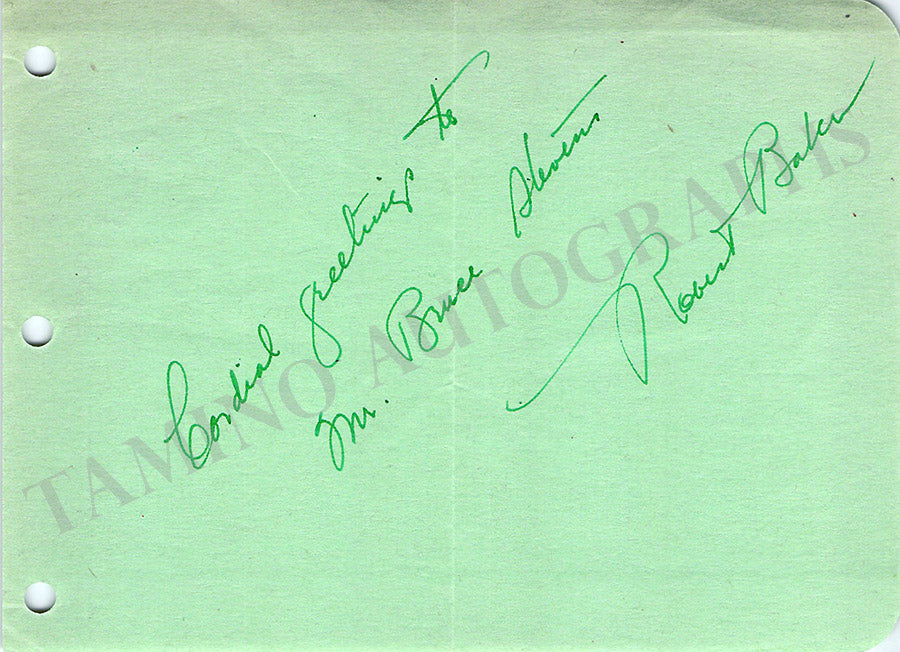 Cordial greetings to
Mr. Bruce Stevens
Robert Baker
TAMINO AUTOGRAPHS